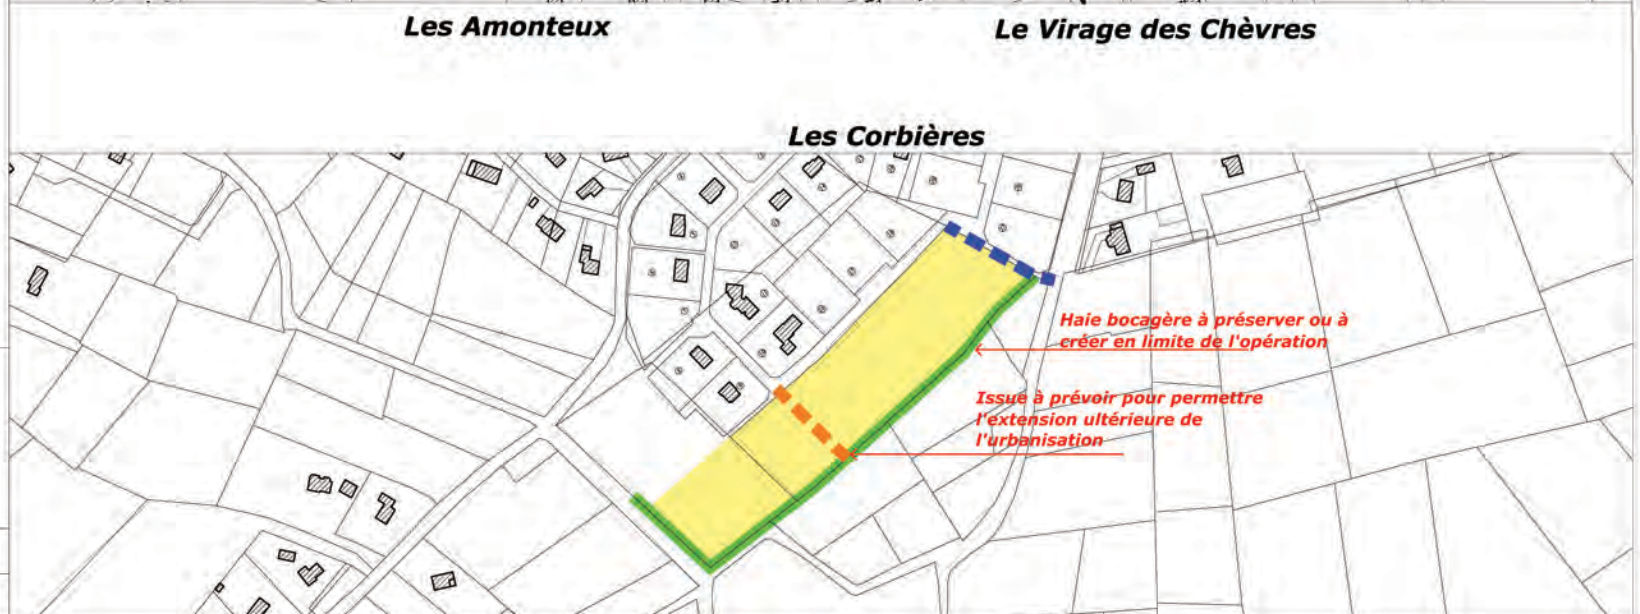 Les Amonteux
Le Virage des Chèvres
Les Corbières
Haie bocagère à préserver ou à
créer en limite de l'opération
Issue à prévoir pour permettre
l'extension ultérieure de
l'urbanisation